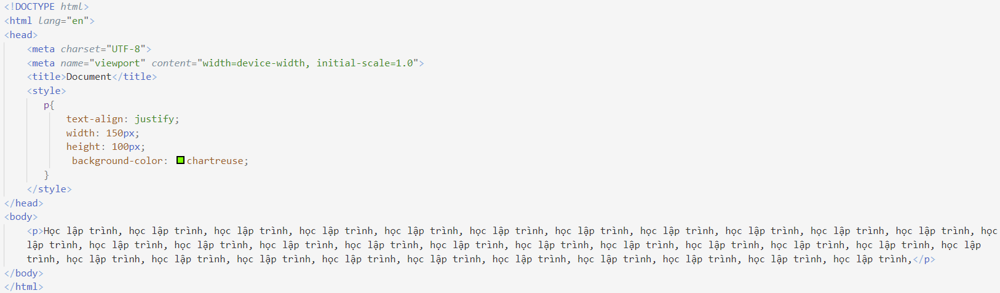 <!DOCTYPE html>
<html lang="en">
<head>
    <meta charset="UTF-8">
    <meta name="viewport" content="width=device-width, initial-scale=1.0">
    <title>Document</title>
    <style>
       p{
           text-align: justify;
           width: 150px;
           height: 100px;
            background-color: chartreuse;
       }
    </style>
</head>
<body>
    <p>Học lập trình, học lập trình, học lập trình, học lập trình, học lập trình, học lập trình, học lập trình, học lập trình, học lập trình, học lập trình, học lập trình, học
    lập trình, học lập trình, học lập trình, học lập trình, học lập trình, học lập trình, học lập trình, học lập trình, học lập trình, học lập trình, học lập trình, học lập
    trình, học lập trình, học lập trình, học lập trình, học lập trình, học lập trình, học lập trình, học lập trình, học lập trình, học lập trình, học lập trình,</p>
</body>
</html>